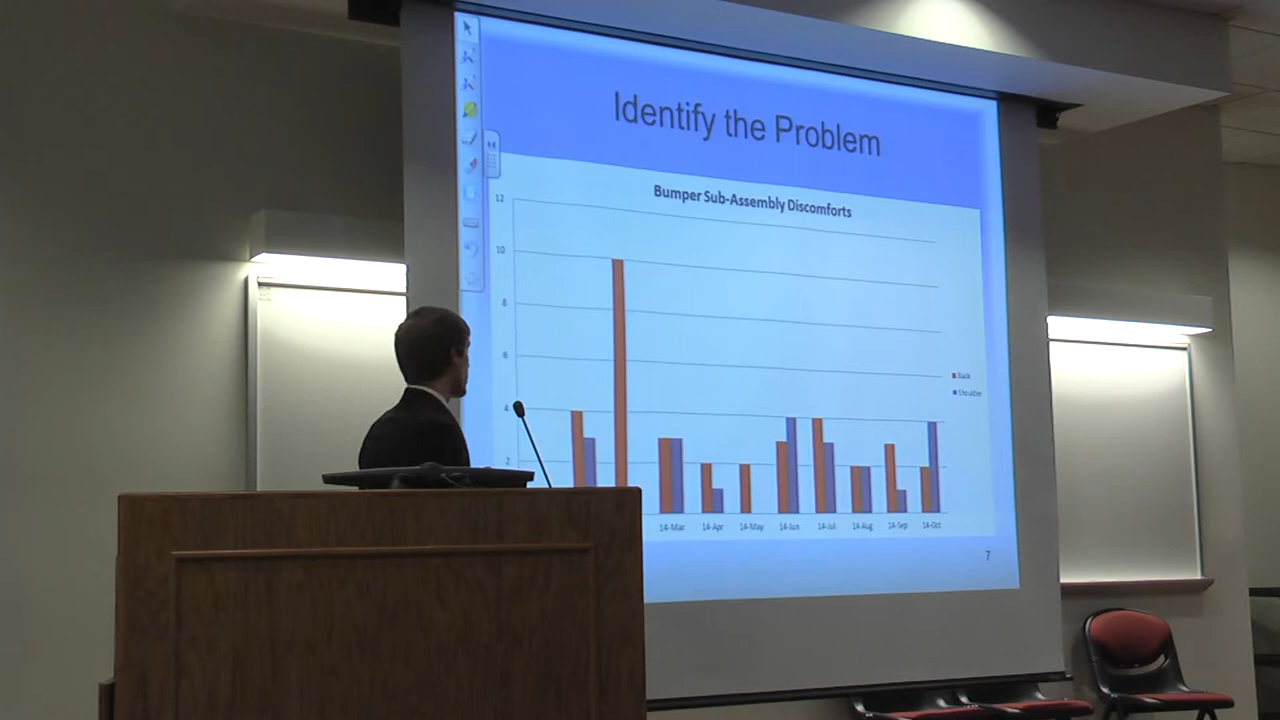 Identify the Problem
Bumper Sub-Assembly Discomforts
12
10
8
6
4
2
Back
Shoulder
14-Mar 14-Apr 14-May 14-Jun 14-Jul 14-Aug 14-Sep 14-Oct
7